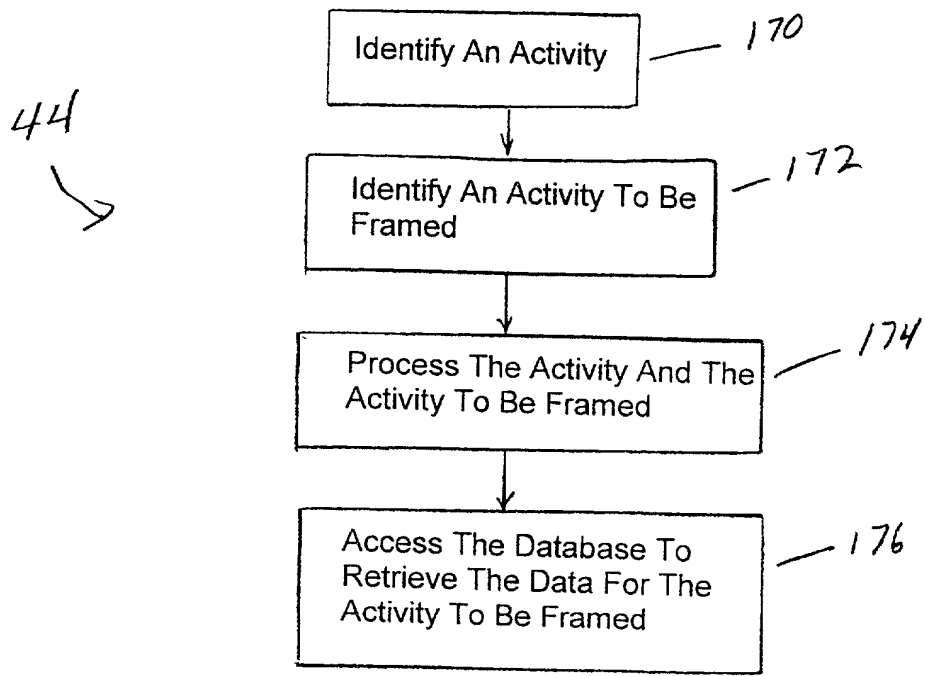 Identify An Activity
170
44
Identify An Activity To Be
Framed
172
Process The Activity And The
Activity To Be Framed
174
Access The Database To
Retrieve The Data For The
Activity To Be Framed
176